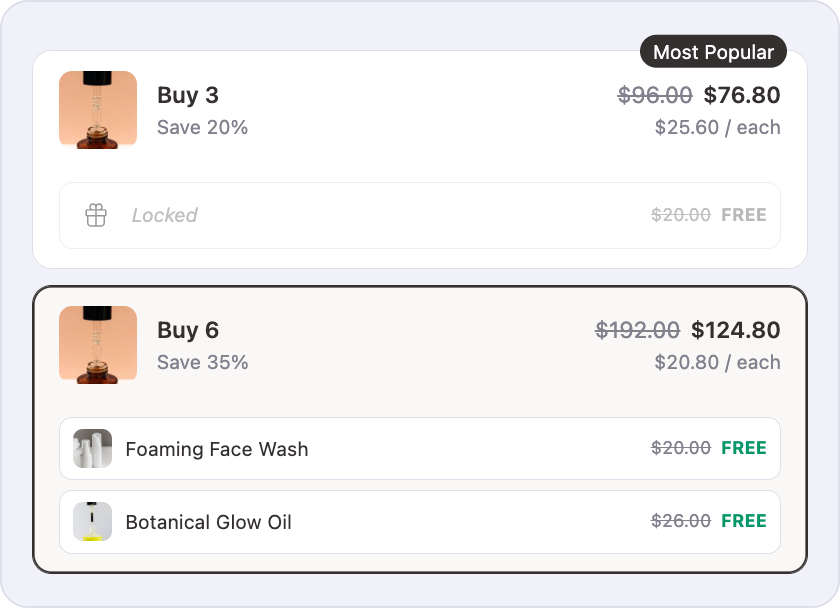 Most Popular
Buy 3
$96.00 $76.80
Save 20%
$25.60 / each
Locked
$20.00 FREE
Buy 6
$192.00 $124.80
Save 35%
$20.80 / each
Foaming Face Wash
$20.00 FREE
Botanical Glow Oil
$26.00 FREE